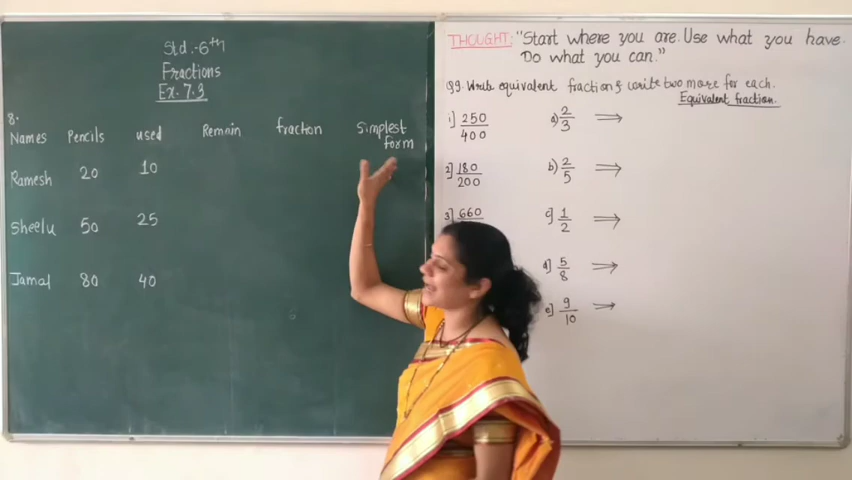 Std.-6th
Fractions
Ex. 7.3
8.
Names Pencils used Remain fraction Simplest form
Ramesh 20 10
Sheelu 50 25
Jamal 80 40
THOUGHT: "Start where you are. Use what you have.
Do what you can."
Q9. Write equivalent fractions & write two more for each.
Equivalent fraction.
1] 250/400 a) 2/3 ⇒
2] 180/200 b) 2/5 ⇒
3] 660 c] 1/2 ⇒
d] 5/8 ⇒
e] 9/10 ⇒